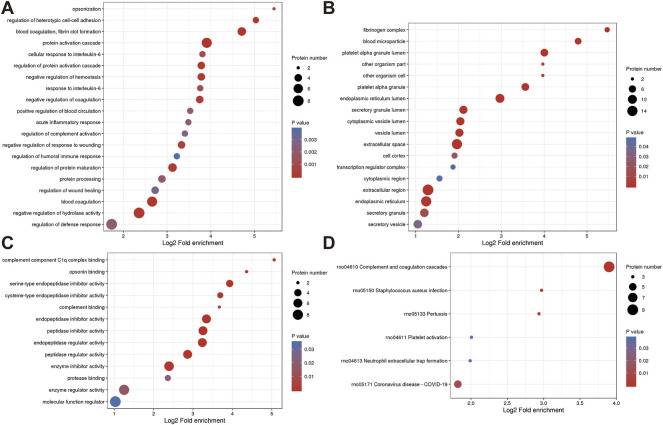 A
opsonization
regulation of heterotypic cell-cell adhesion
blood coagulation, fibrin clot formation
protein activation cascade
cellular response to interleukin-6
regulation of protein activation cascade
negative regulation of hemostasis
response to interleukin-6
negative regulation of coagulation
positive regulation of blood circulation
acute inflammatory response
regulation of complement activation
negative regulation of response to wounding
regulation of humoral immune response
regulation of protein maturation
protein processing
regulation of wound healing
blood coagulation
negative regulation of hydrolase activity
regulation of defense response
2 3 4 5
Log2 Fold enrichment
Protein number
2
4
6
8
P value
0.003
0.002
0.001
B
fibrinogen complex
blood microparticle
platelet alpha granule lumen
other organism part
other organism cell
platelet alpha granule
endoplasmic reticulum lumen
secretory granule lumen
cytoplasmic vesicle lumen
vesicle lumen
extracellular space
cell cortex
transcription regulator complex
cytoplasmic region
extracellular region
endoplasmic reticulum
secretory granule
secretory vesicle
1 2 3 4 5
Log2 Fold enrichment
Protein number
2
6
10
14
P value
0.04
0.03
0.02
0.01
C
complement component C1q complex binding
opsonin binding
serine-type endopeptidase inhibitor activity
cysteine-type endopeptidase inhibitor activity
complement binding
endopeptidase inhibitor activity
peptidase inhibitor activity
endopeptidase regulator activity
peptidase regulator activity
enzyme inhibitor activity
protease binding
enzyme regulator activity
molecular function regulator
1 2 3 4 5
Log2 Fold enrichment
Protein number
2
4
6
8
P value
0.03
0.02
0.01
D
rno04610 Complement and coagulation cascades
rno05150 Staphylococcus aureus infection
rno05133 Pertussis
rno04611 Platelet activation
rno04613 Neutrophil extracellular trap formation
rno05171 Coronavirus disease - COVID-19
2.0 2.5 3.0 3.5 4.0
Log2 Fold enrichment
Protein number
3
5
7
9
P value
0.04
0.03
0.02
0.01